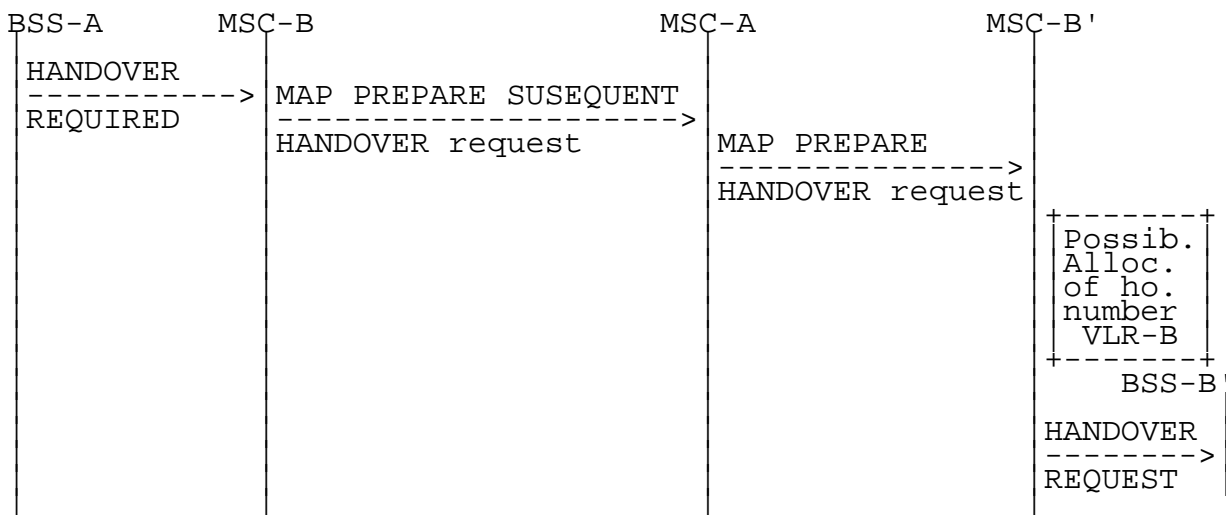 BSS-A MSC-B MSC-A MSC-B'
HANDOVER
REQUIRED
MAP PREPARE SUSEQUENT
HANDOVER request
MAP PREPARE
HANDOVER request
Possib.
Alloc.
of ho.
number
VLR-B
BSS-B'
HANDOVER
REQUEST